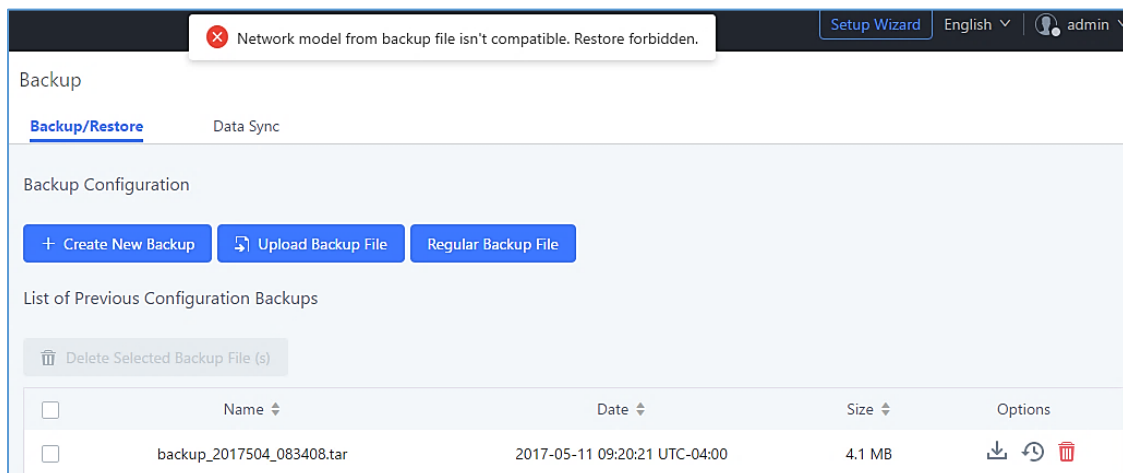 Setup Wizard English admin
Network model from backup file isn't compatible. Restore forbidden.
Backup
Backup/Restore Data Sync
Backup Configuration
+ Create New Backup Upload Backup File Regular Backup File
List of Previous Configuration Backups
Delete Selected Backup File (s)
Name Date Size Options
backup_2017504_083408.tar 2017-05-11 09:20:21 UTC-04:00 4.1 MB